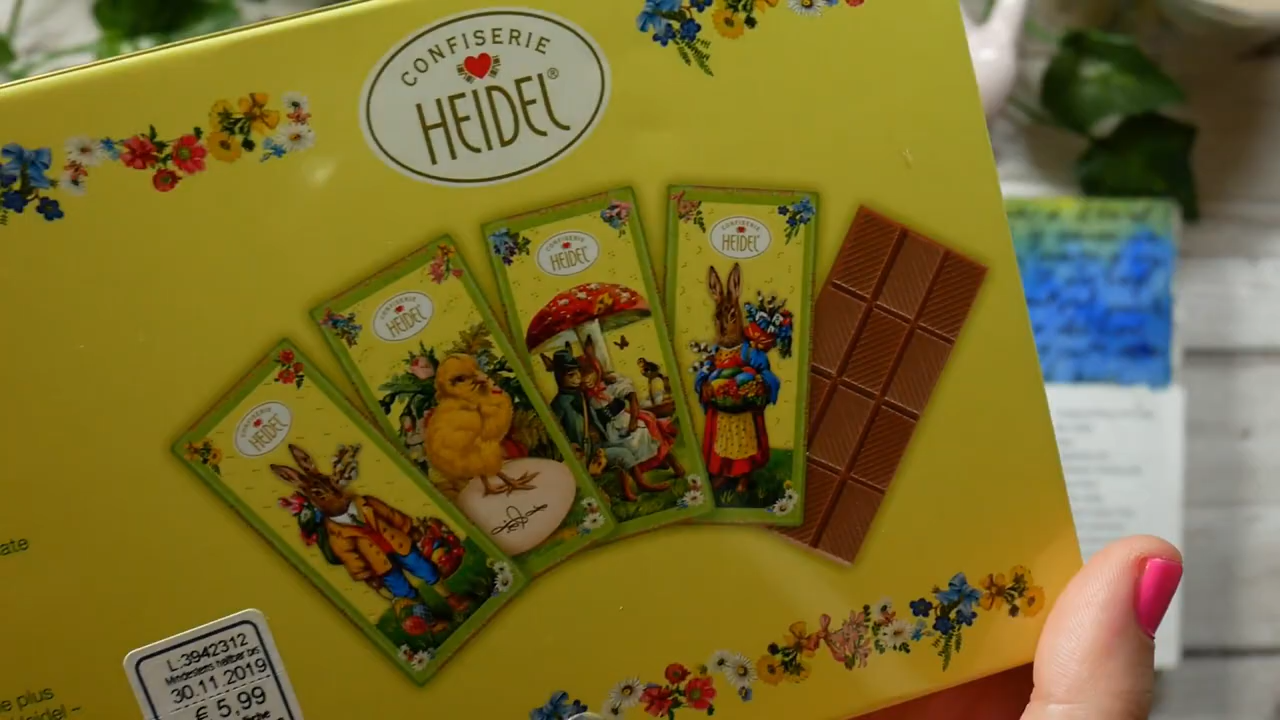 CONFISERIE
HEIDEL®
CONFISERIE
HEIDEL
CONFISERIE
HEIDEL
CONFISERIE
HEIDEL
CONFISERIE
HEIDEL
ate
L.3942312
Mindestens haltbar bis
30.11.2019
€ 5,99
e plus
Heidel –